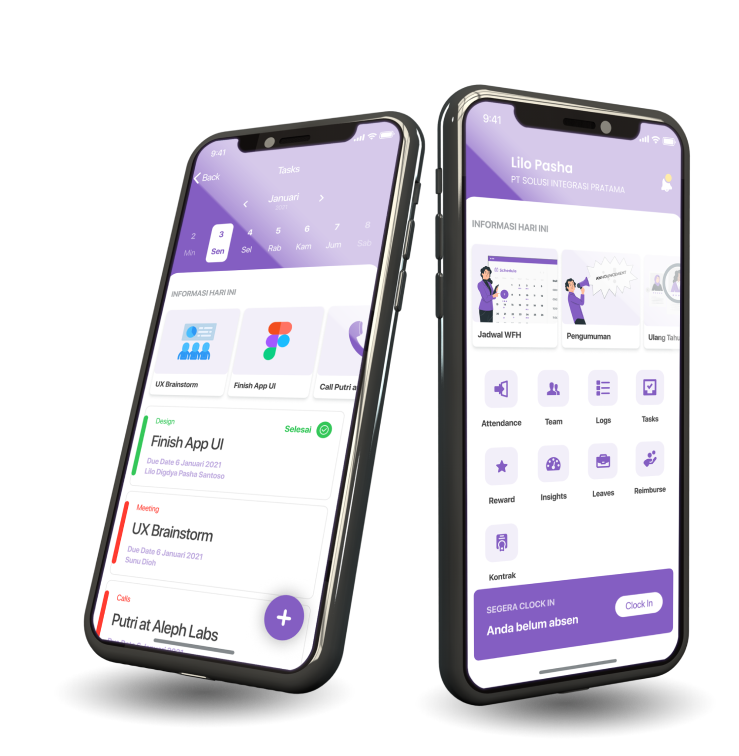 9:41
Back
Tasks
Januari
2021
2 3 4 5 6 7 8
Min Sen Sel Rab Kam Jum Sab
INFORMASI HARI INI
UX Brainstorm
Finish App UI
Call Putri a
Design
Selesai
Finish App UI
Due Date 6 Januari 2021
Lilo Digdya Pasha Santoso
Meeting
UX Brainstorm
Due Date 6 Januari 2021
Sunu Dioh
Calls
Putri at Aleph Labs
9:41
Lilo Pasha
PT SOLUSI INTEGRASI PRATAMA
INFORMASI HARI INI
Schedule
Jadwal WFH
Pengumuman
Ulang Tahu
Attendance
Team
Logs
Tasks
Reward
Insights
Leaves
Reimburse
Kontrak
SEGERA CLOCK IN
Anda belum absen
Clock In